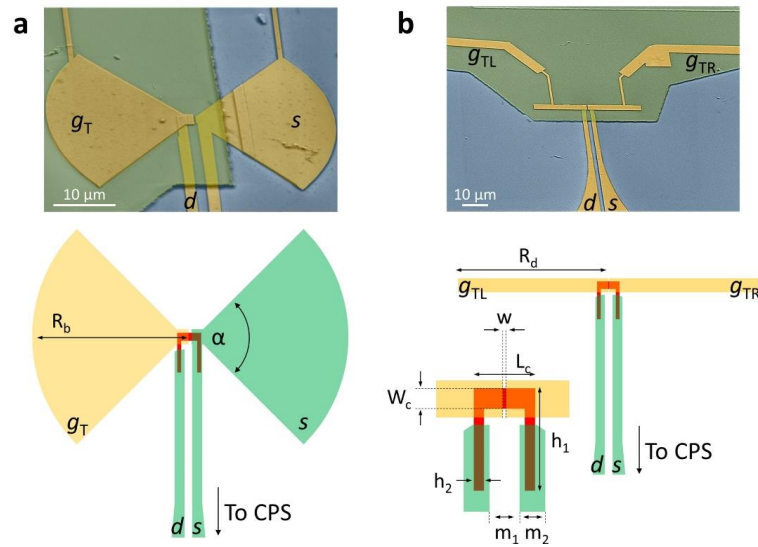 a
g_T
s
10 μm
d
b
g_TL
g_TR
10 μm
d s
R_b
α
g_T
s
d s
To CPS
R_d
g_TL
g_TR
w
L_c
W_c
h_1
h_2
m_1 m_2
d s
To CPS